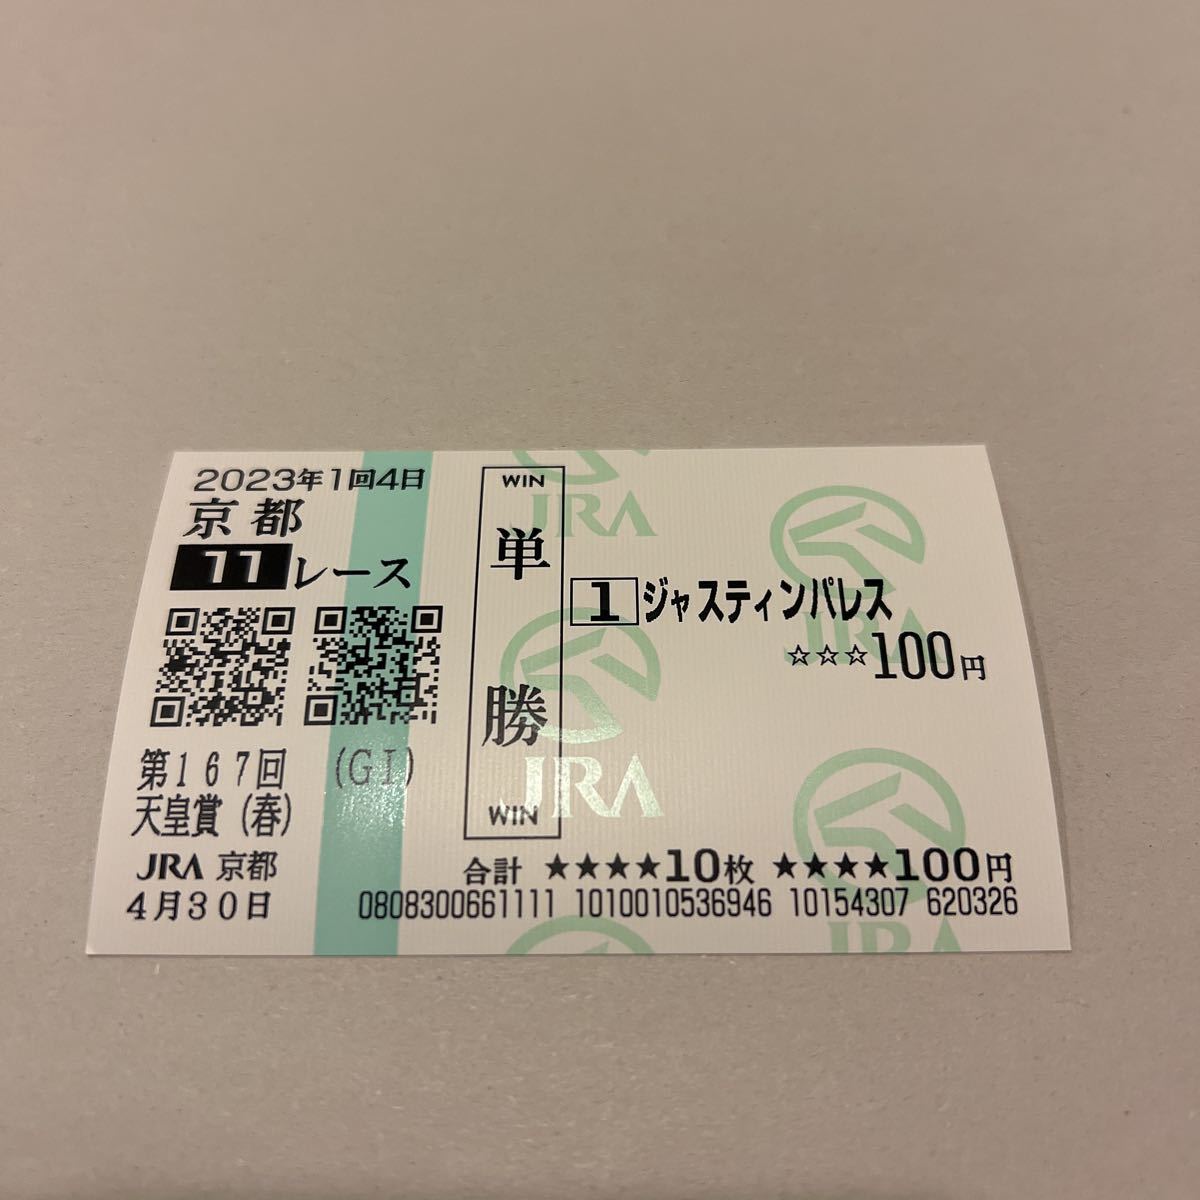 2023年1回4日
京都
11レース
第167回 (GI)
天皇賞(春)
JRA 京都
4月30日
WIN
単勝
WIN
1 ジャスティンパレス
☆☆☆100円
合計 ★★★★10枚 ★★★★100円
0808300661111 1010010536946 10154307 620326
JRA
JRA
JRA
JRA